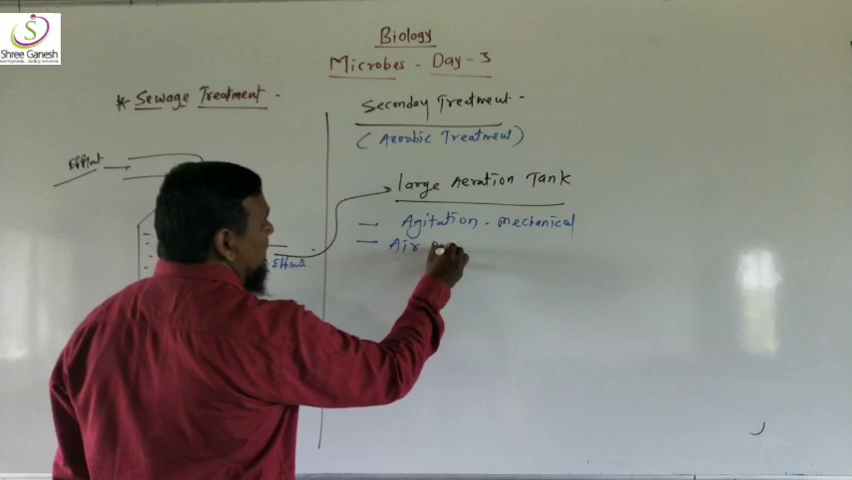 S
Shree Ganesh
Biology
Microbes - Day - 3
* Sewage Treatment -
Effluent
Effluent
Seconday Treatment -
( Aerobic Treatment )
large Aeration Tank
— Agitation - mechanical
— Air